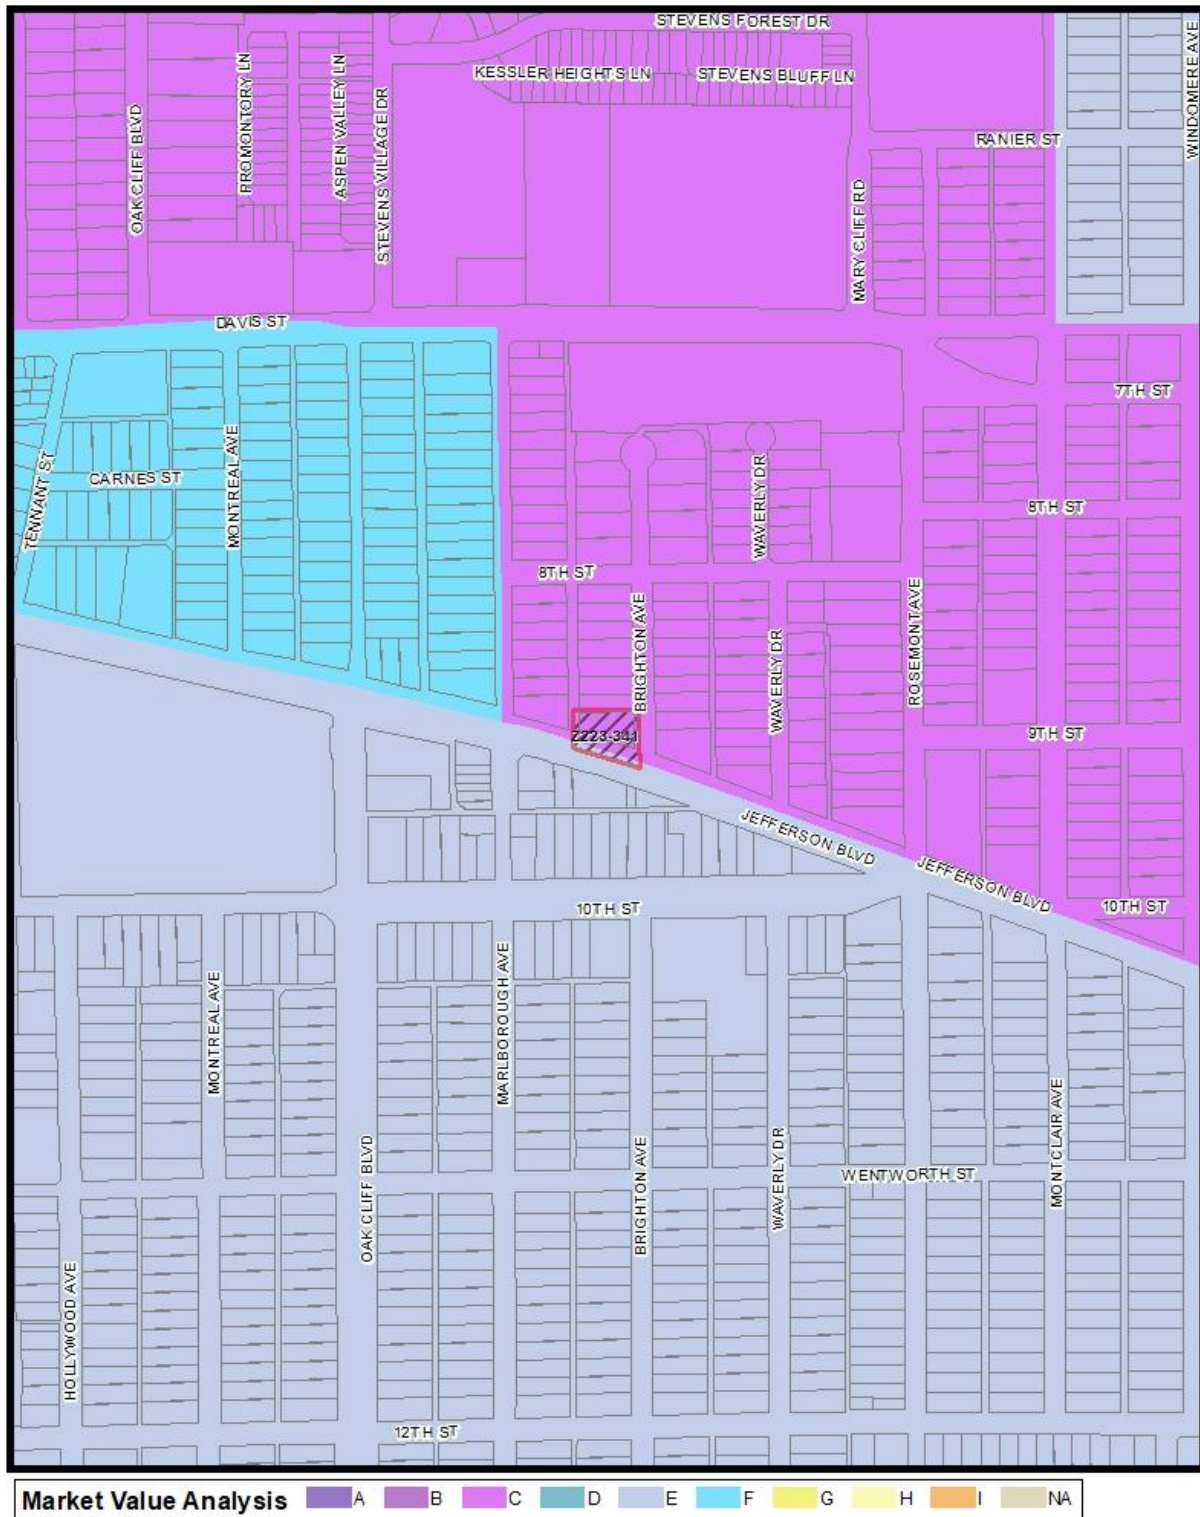 STEVENS FOREST DR
KESSLER HEIGHTS LN
STEVENS BLUFF LN
WINDOMERE AVE
OAK CLIFF BLVD
PROMONTORY LN
ASPEN VALLEY LN
STEVENS VILLAGE DR
RANIER ST
MARY CLIFF RD
DAVIS ST
7TH ST
TENNANT ST
CARNES ST
MONTREAL AVE
WAVERLY DR
8TH ST
8TH ST
BRIGHTON AVE
WAVERLY DR
ROSEMONT AVE
Z223-341
9TH ST
JEFFERSON BLVD
JEFFERSON BLVD
10TH ST
10TH ST
MONTREAL AVE
MARLBOROUGH AVE
OAK CLIFF BLVD
BRIGHTON AVE
WAVERLY DR
WENTWORTH ST
MONTCLAIR AVE
HOLLYWOOD AVE
12TH ST
Market Value Analysis A B C D E F G H I NA